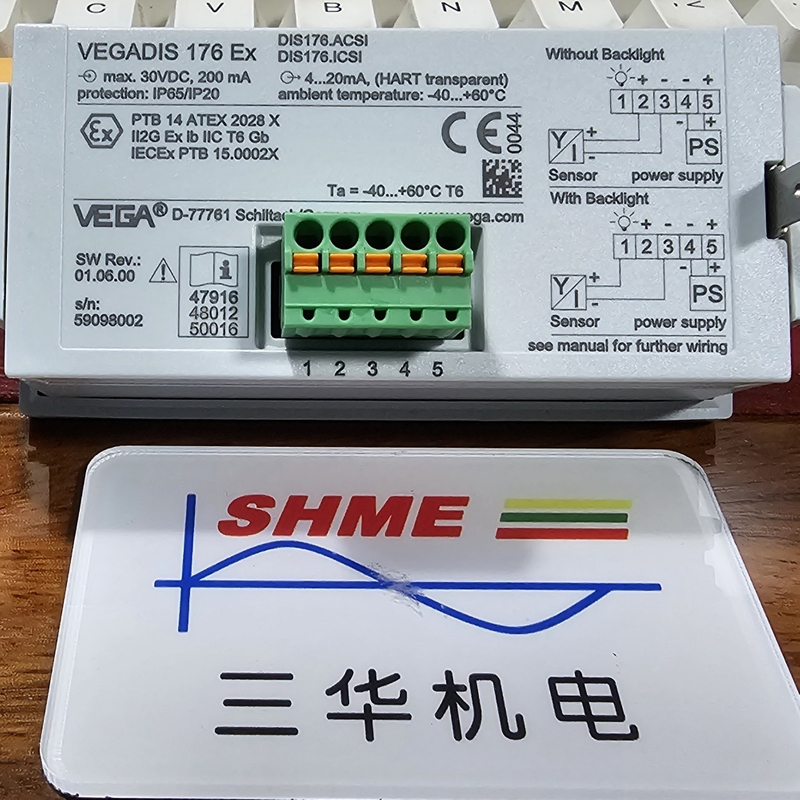 C V B N M
VEGADIS 176 Ex
DIS176.ACSI
DIS176.ICSI
max. 30VDC, 200 mA
4...20mA, (HART transparent)
protection: IP65/IP20
ambient temperature: -40...+60°C
Ex
PTB 14 ATEX 2028 X
II2G Ex ib IIC T6 Gb
IECEx PTB 15.0002X
CE 0044
Ta = -40...+60°C T6
VEGA® D-77761
SW Rev.:
01.06.00
s/n:
59098002
i
47916
48012
50016
1 2 3 4 5
Without Backlight
+ - - +
1 2 3 4 5
Y/I + -
- +
PS
Sensor power supply
With Backlight
+ - - +
1 2 3 4 5
Y/I + -
- +
PS
Sensor power supply
see manual for further wiring
SHME
三华机电